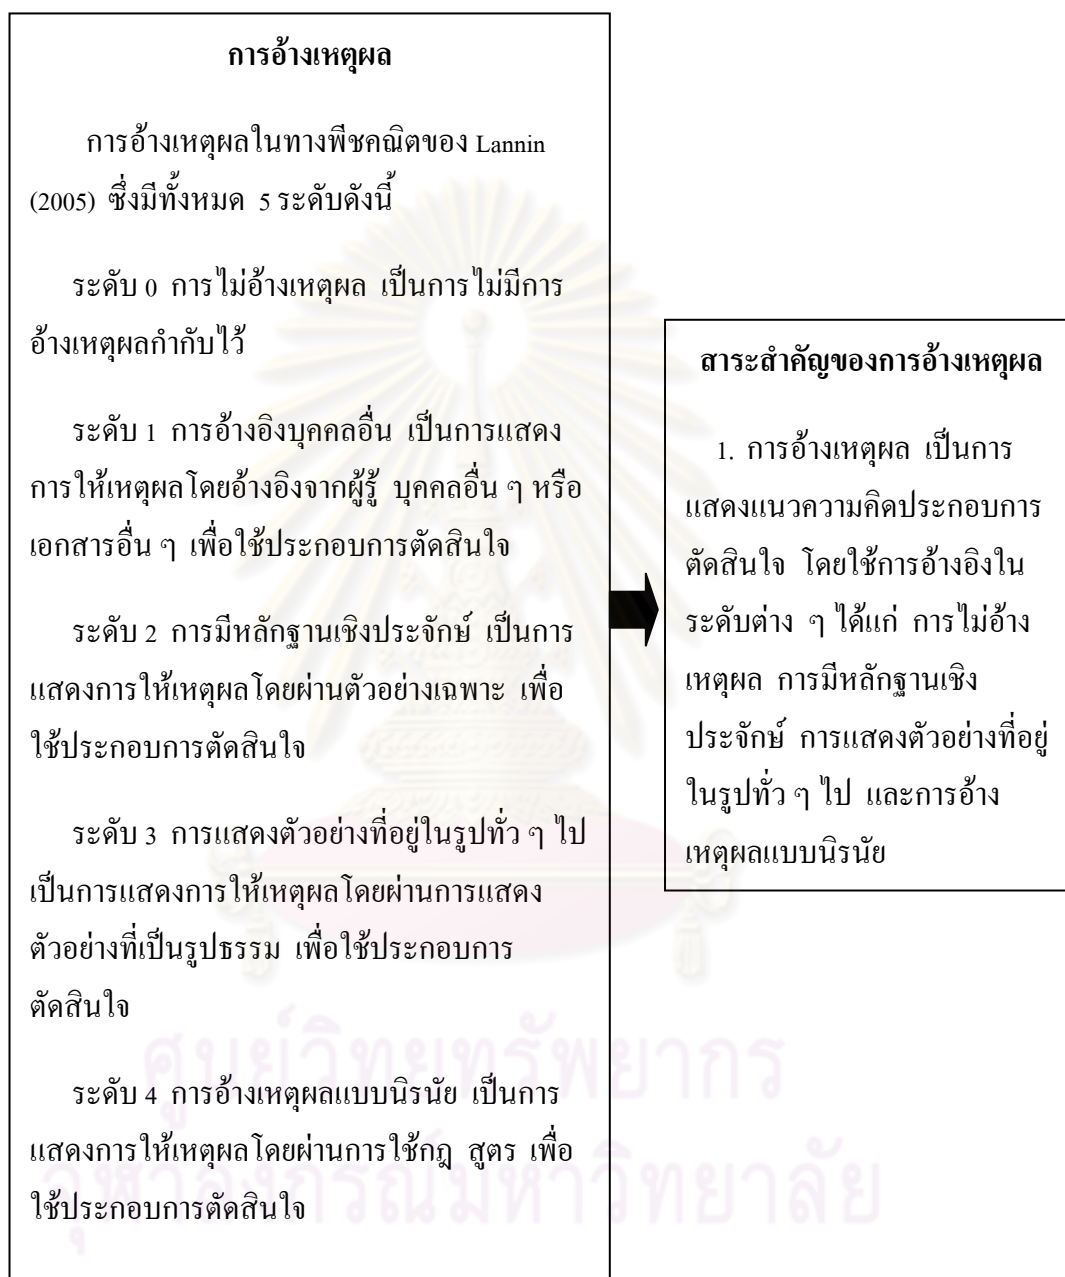 การอ้างเหตุผล
การอ้างเหตุผลในทางพีชคณิตของ Lannin
(2005) ซึ่งมีทั้งหมด 5 ระดับดังนี้
ระดับ 0 การไม่อ้างเหตุผล เป็นการไม่มีการ
อ้างเหตุผลกำกับไว้
ระดับ 1 การอ้างอิงบุคคลอื่น เป็นการแสดง
การให้เหตุผลโดยอ้างอิงจากผู้รู้ บุคคลอื่น ๆ หรือ
เอกสารอื่น ๆ เพื่อใช้ประกอบการตัดสินใจ
ระดับ 2 การมีหลักฐานเชิงประจักษ์ เป็นการ
แสดงการให้เหตุผลโดยผ่านตัวอย่างเฉพาะ เพื่อ
ใช้ประกอบการตัดสินใจ
ระดับ 3 การแสดงตัวอย่างที่อยู่ในรูปทั่ว ๆ ไป
เป็นการแสดงการให้เหตุผลโดยผ่านการแสดง
ตัวอย่างที่เป็นรูปธรรม เพื่อใช้ประกอบการ
ตัดสินใจ
ระดับ 4 การอ้างเหตุผลแบบนิรนัย เป็นการ
แสดงการให้เหตุผลโดยผ่านการใช้กฎ สูตร เพื่อ
ใช้ประกอบการตัดสินใจ
สาระสำคัญของการอ้างเหตุผล
1. การอ้างเหตุผล เป็นการ
แสดงแนวความคิดประกอบการ
ตัดสินใจ โดยใช้การอ้างอิงใน
ระดับต่าง ๆ ได้แก่ การไม่อ้าง
เหตุผล การมีหลักฐานเชิง
ประจักษ์ การแสดงตัวอย่างที่อยู่
ในรูปทั่ว ๆ ไป และการอ้าง
เหตุผลแบบนิรนัย
ศูนย์วิทยทรัพยากร
จุฬาลงกรณ์มหาวิทยาลัย